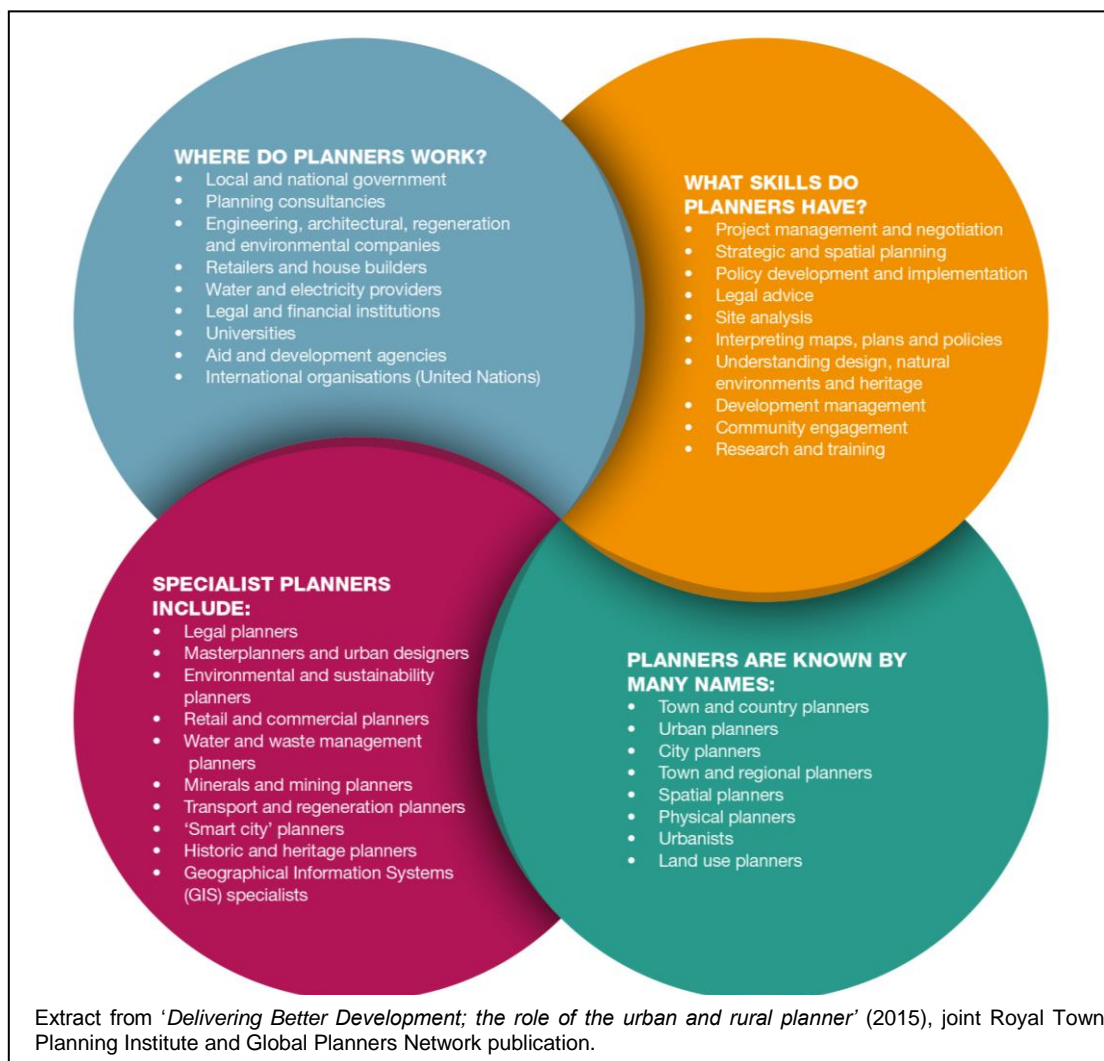 WHERE DO PLANNERS WORK?
• Local and national government
• Planning consultancies
• Engineering, architectural, regeneration
and environmental companies
• Retailers and house builders
• Water and electricity providers
• Legal and financial institutions
• Universities
• Aid and development agencies
• International organisations (United Nations)
WHAT SKILLS DO
PLANNERS HAVE?
• Project management and negotiation
• Strategic and spatial planning
• Policy development and implementation
• Legal advice
• Site analysis
• Interpreting maps, plans and policies
• Understanding design, natural
environments and heritage
• Development management
• Community engagement
• Research and training
SPECIALIST PLANNERS
INCLUDE:
• Legal planners
• Masterplanners and urban designers
• Environmental and sustainability
planners
• Retail and commercial planners
• Water and waste management
planners
• Minerals and mining planners
• Transport and regeneration planners
• ‘Smart city’ planners
• Historic and heritage planners
• Geographical Information Systems
(GIS) specialists
PLANNERS ARE KNOWN BY
MANY NAMES:
• Town and country planners
• Urban planners
• City planners
• Town and regional planners
• Spatial planners
• Physical planners
• Urbanists
• Land use planners
Extract from ‘Delivering Better Development; the role of the urban and rural planner’ (2015), joint Royal Town
Planning Institute and Global Planners Network publication.